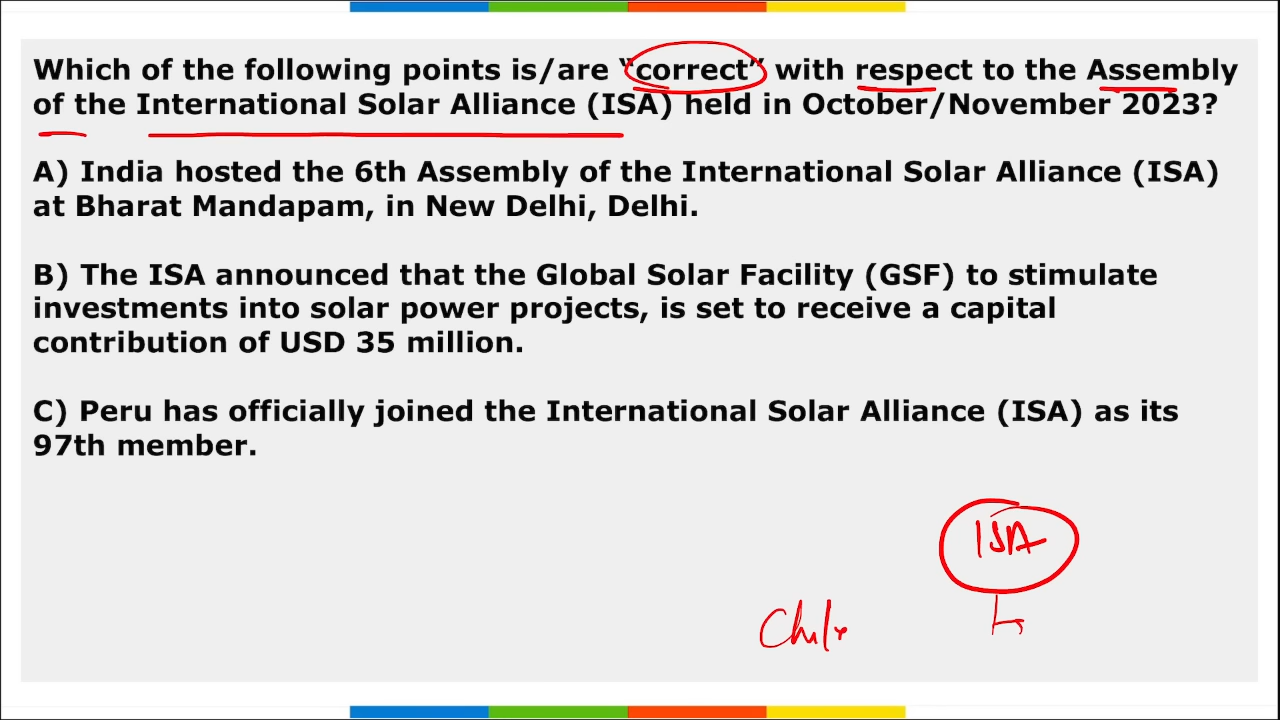 Which of the following points is/are “correct” with respect to the Assembly
of the International Solar Alliance (ISA) held in October/November 2023?
A) India hosted the 6th Assembly of the International Solar Alliance (ISA)
at Bharat Mandapam, in New Delhi, Delhi.
B) The ISA announced that the Global Solar Facility (GSF) to stimulate
investments into solar power projects, is set to receive a capital
contribution of USD 35 million.
C) Peru has officially joined the International Solar Alliance (ISA) as its
97th member.
ISA